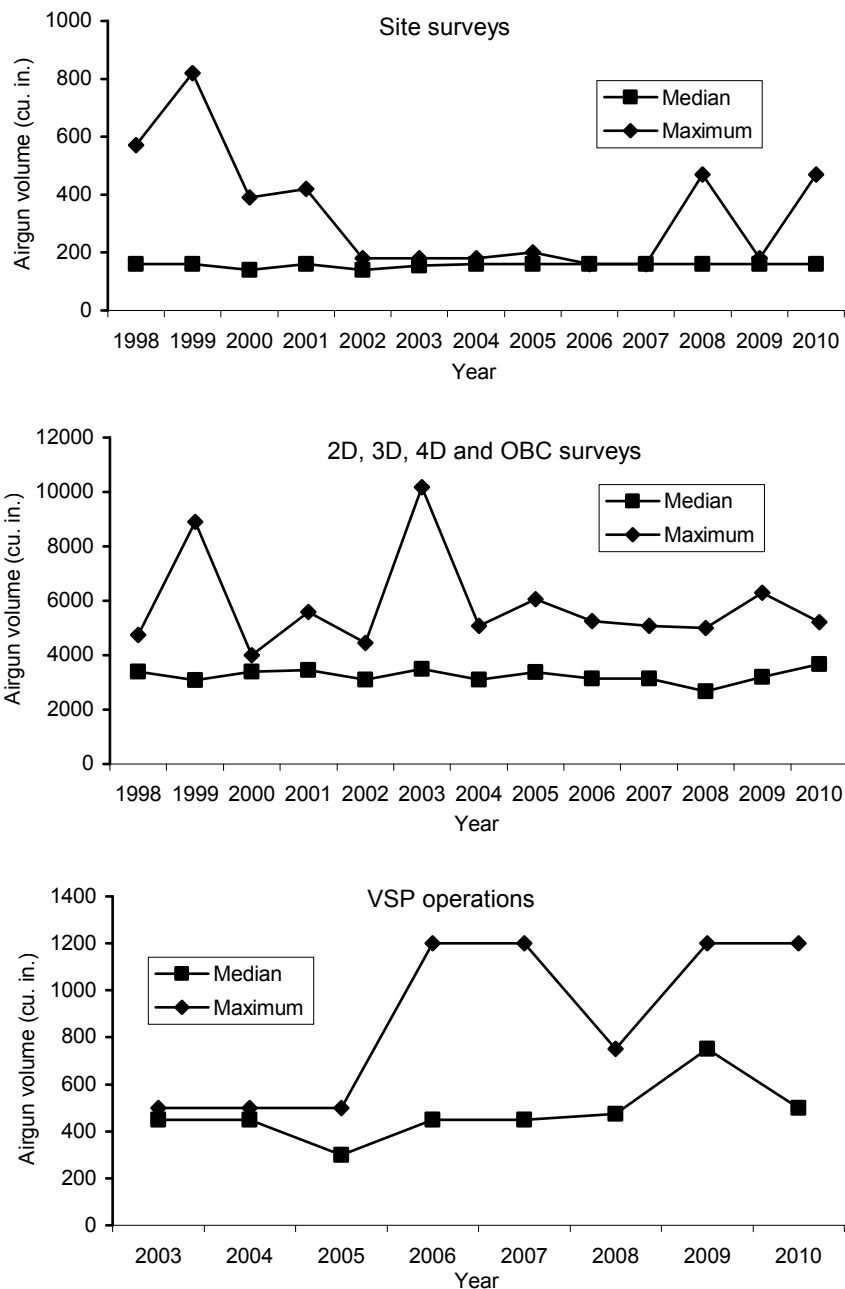 Site surveys
Airgun volume (cu. in.)
1000
800
600
400
200
0
Median
Maximum
1998 1999 2000 2001 2002 2003 2004 2005 2006 2007 2008 2009 2010
Year
2D, 3D, 4D and OBC surveys
Airgun volume (cu. in.)
12000
10000
8000
6000
4000
2000
0
Median
Maximum
1998 1999 2000 2001 2002 2003 2004 2005 2006 2007 2008 2009 2010
Year
VSP operations
Airgun volume (cu. in.)
1400
1200
1000
800
600
400
200
0
Median
Maximum
2003 2004 2005 2006 2007 2008 2009 2010
Year